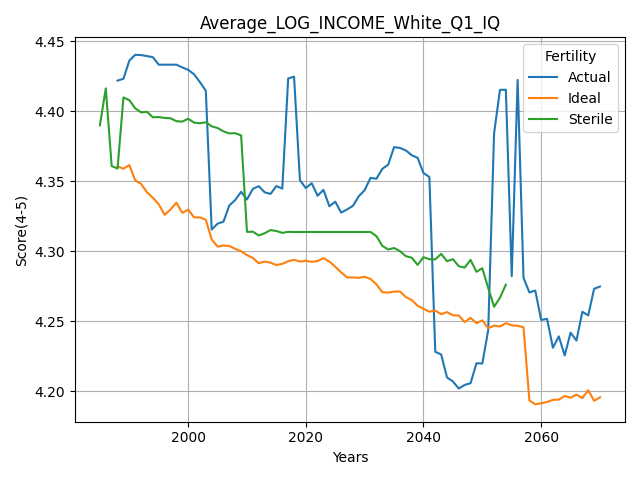 Average_LOG_INCOME_White_Q1_IQ
Fertility
Actual
Ideal
Sterile
Score(4-5)
4.45
4.40
4.35
4.30
4.25
4.20
2000 2020 2040 2060
Years